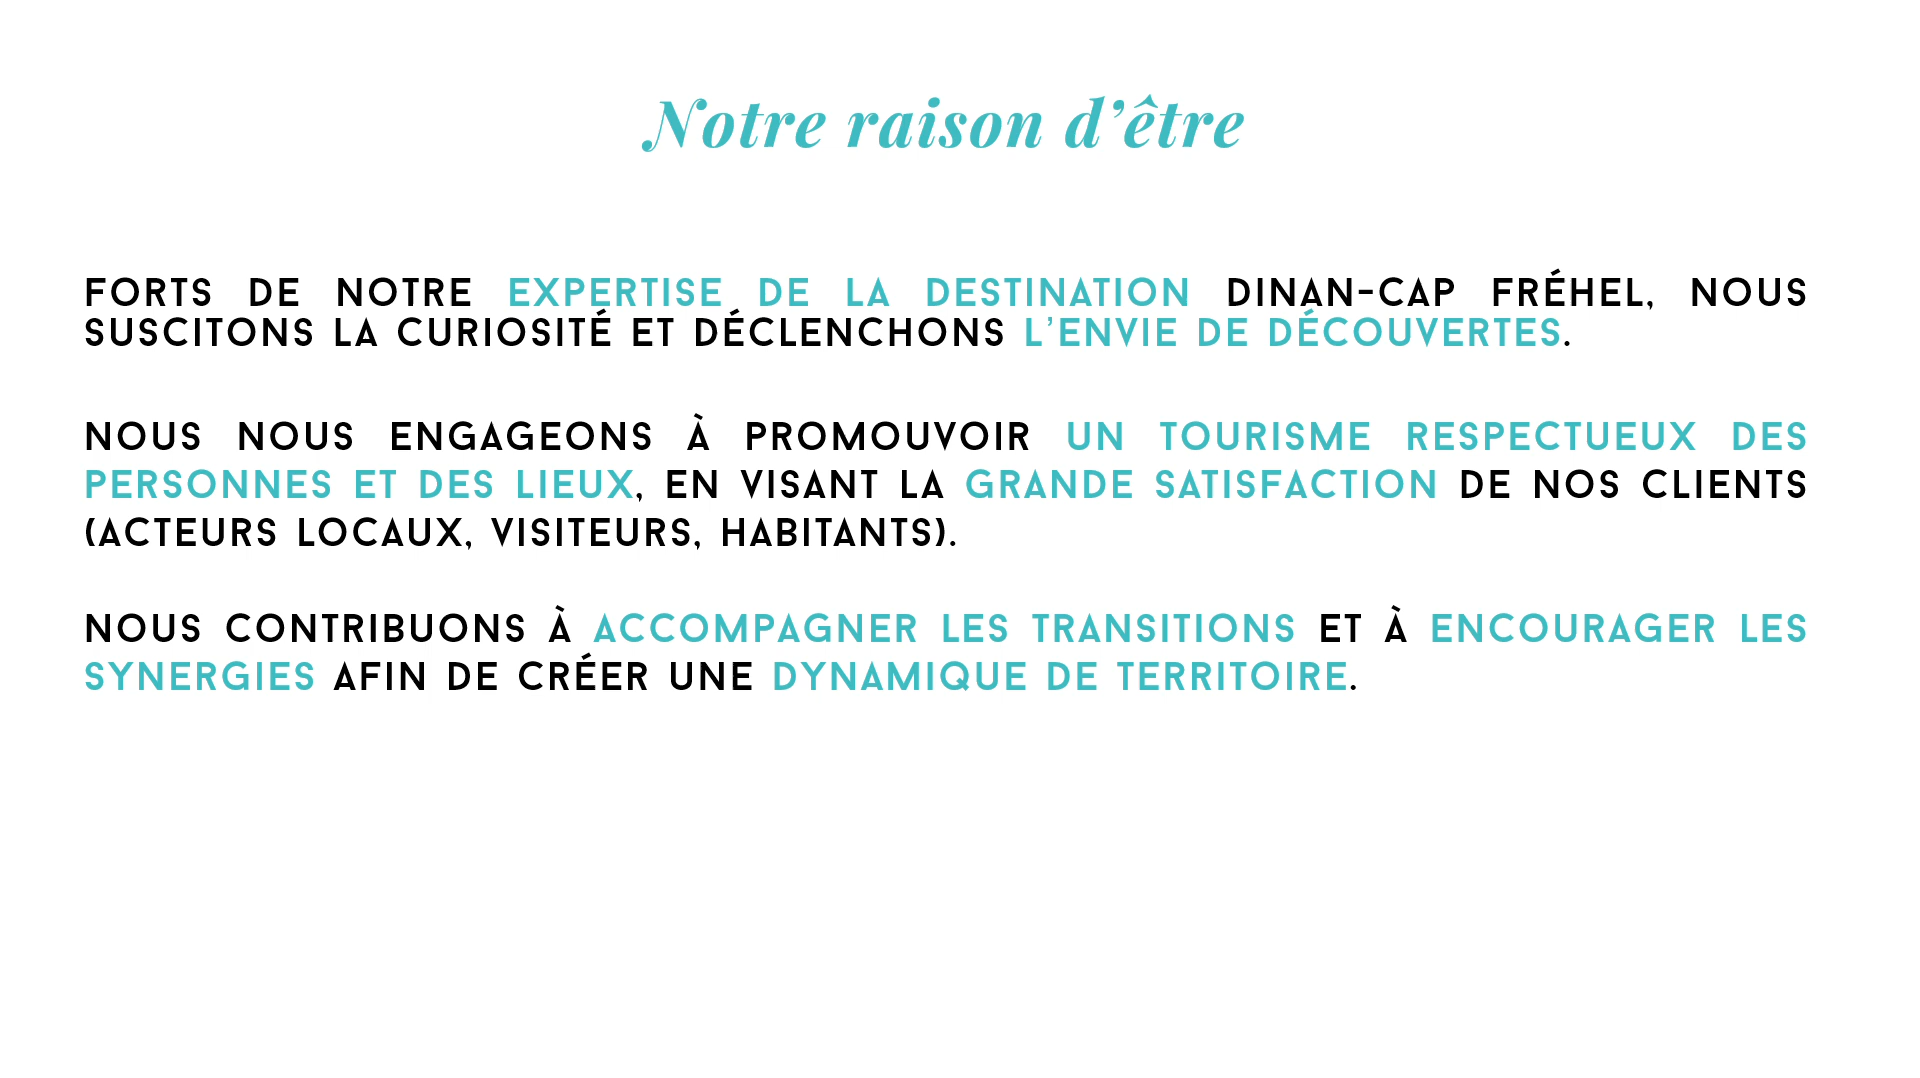 Notre raison d’être
FORTS DE NOTRE EXPERTISE DE LA DESTINATION DINAN-CAP FRÉHEL, NOUS
SUSCITONS LA CURIOSITÉ ET DÉCLENCHONS L’ENVIE DE DÉCOUVERTES.
NOUS NOUS ENGAGEONS À PROMOUVOIR UN TOURISME RESPECTUEUX DES
PERSONNES ET DES LIEUX, EN VISANT LA GRANDE SATISFACTION DE NOS CLIENTS
(ACTEURS LOCAUX, VISITEURS, HABITANTS).
NOUS CONTRIBUONS À ACCOMPAGNER LES TRANSITIONS ET À ENCOURAGER LES
SYNERGIES AFIN DE CRÉER UNE DYNAMIQUE DE TERRITOIRE.